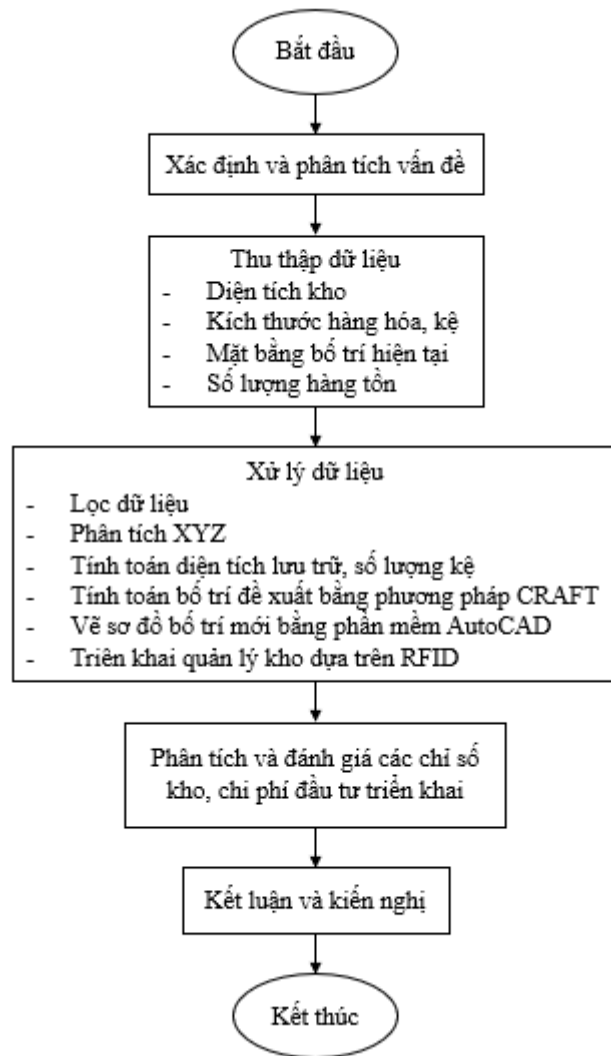 Bắt đầu
Xác định và phân tích vấn đề
Thu thập dữ liệu
- Diện tích kho
- Kích thước hàng hóa, kệ
- Mặt bằng bố trí hiện tại
- Số lượng hàng tồn
Xử lý dữ liệu
- Lọc dữ liệu
- Phân tích XYZ
- Tính toán diện tích lưu trữ, số lượng kệ
- Tính toán bố trí đề xuất bằng phương pháp CRAFT
- Vẽ sơ đồ bố trí mới bằng phần mềm AutoCAD
- Triên khai quản lý kho dựa trên RFID
Phân tích và đánh giá các chỉ số
kho, chi phí đầu tư triển khai
Kết luận và kiến nghị
Kết thúc